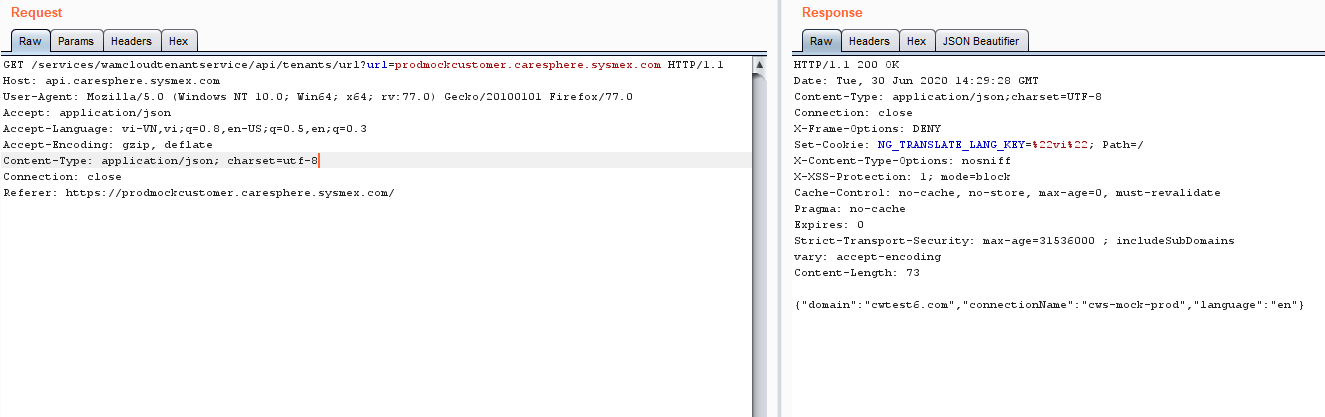 Request
Raw Params Headers Hex
GET /services/wamcloudtenantservice/api/tenants/url?url=prodmockcustomer.caresphere.sysmex.com HTTP/1.1
Host: api.caresphere.sysmex.com
User-Agent: Mozilla/5.0 (Windows NT 10.0; Win64; x64; rv:77.0) Gecko/20100101 Firefox/77.0
Accept: application/json
Accept-Language: vi-VN,vi;q=0.8,en-US;q=0.5,en;q=0.3
Accept-Encoding: gzip, deflate
Content-Type: application/json; charset=utf-8
Connection: close
Referer: https://prodmockcustomer.caresphere.sysmex.com/
Response
Raw Headers Hex JSON Beautifier
HTTP/1.1 200 OK
Date: Tue, 30 Jun 2020 14:29:28 GMT
Content-Type: application/json;charset=UTF-8
Connection: close
X-Frame-Options: DENY
Set-Cookie: NG_TRANSLATE_LANG_KEY=%22vi%22; Path=/
X-Content-Type-Options: nosniff
X-XSS-Protection: 1; mode=block
Cache-Control: no-cache, no-store, max-age=0, must-revalidate
Pragma: no-cache
Expires: 0
Strict-Transport-Security: max-age=31536000 ; includeSubDomains
vary: accept-encoding
Content-Length: 73
{"domain":"cwtest6.com","connectionName":"cws-mock-prod","language":"en"}